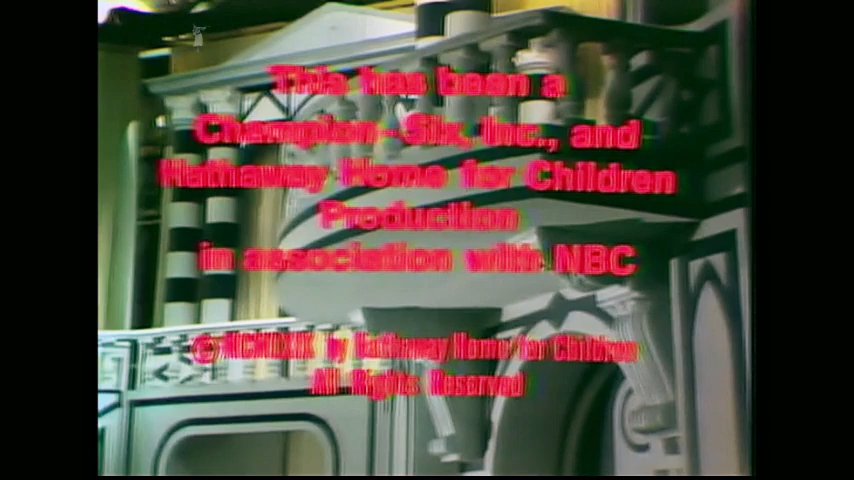 This has been a
Champion-Six, Inc., and
Hathaway Home for Children
Production
in association with NBC
© MCMLXIX by Hathaway Home for Children
All Rights Reserved